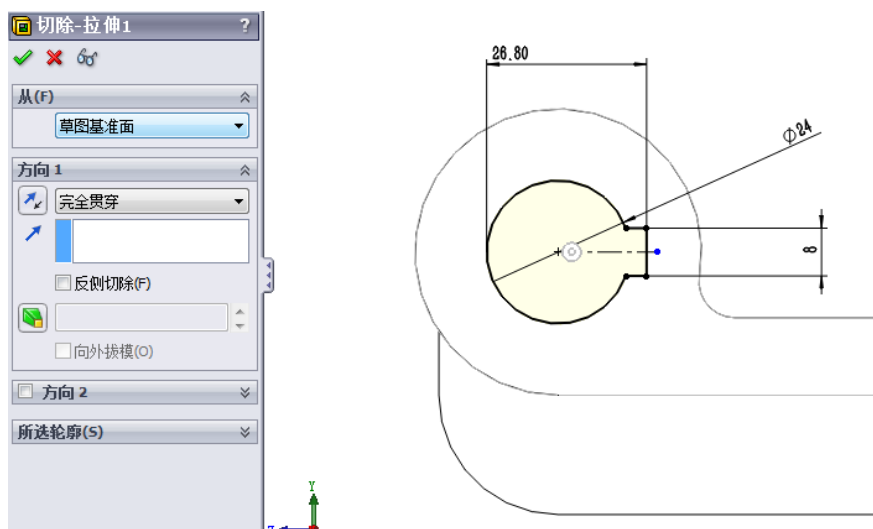 切除-拉伸1 ?
从(F)
草图基准面
方向 1
完全贯穿
反侧切除(F)
向外拔模(O)
方向 2
所选轮廓(S)
26.80
Φ24
8
Y
Z